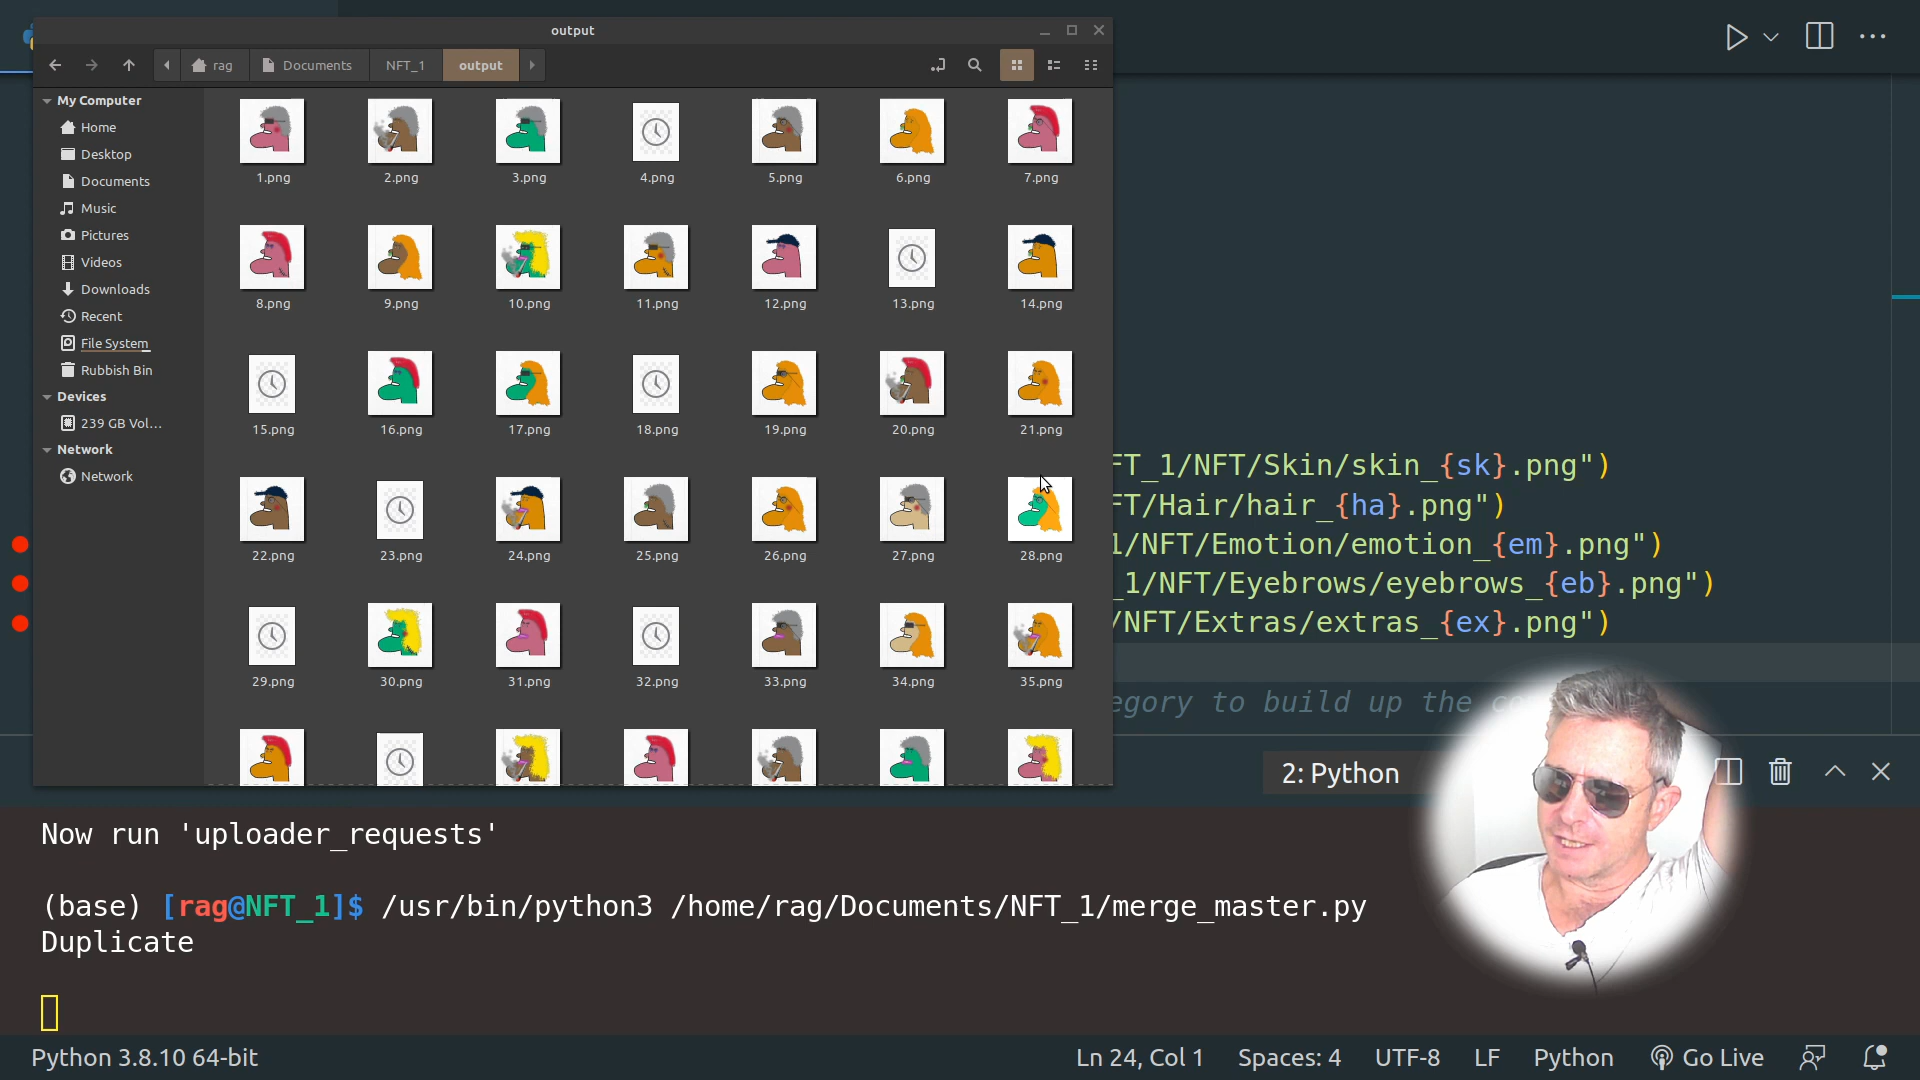 output
rag
Documents
NFT_1
output
My Computer
Home
Desktop
Documents
Music
Pictures
Videos
Downloads
Recent
File System
Rubbish Bin
Devices
239 GB Vol...
Network
Network
1.png 2.png 3.png 4.png 5.png 6.png 7.png
8.png 9.png 10.png 11.png 12.png 13.png 14.png
15.png 16.png 17.png 18.png 19.png 20.png 21.png
22.png 23.png 24.png 25.png 26.png 27.png 28.png
29.png 30.png 31.png 32.png 33.png 34.png 35.png
FT_1/NFT/Skin/skin_{sk}.png")
FT/Hair/hair_{ha}.png")
1/NFT/Emotion/emotion_{em}.png")
_1/NFT/Eyebrows/eyebrows_{eb}.png")
/NFT/Extras/extras_{ex}.png")
egory to build up the
2: Python
Now run 'uploader_requests'
(base) [rag@NFT_1]$ /usr/bin/python3 /home/rag/Documents/NFT_1/merge_master.py
Duplicate
Python 3.8.10 64-bit
Ln 24, Col 1 Spaces: 4 UTF-8 LF Python Go Live